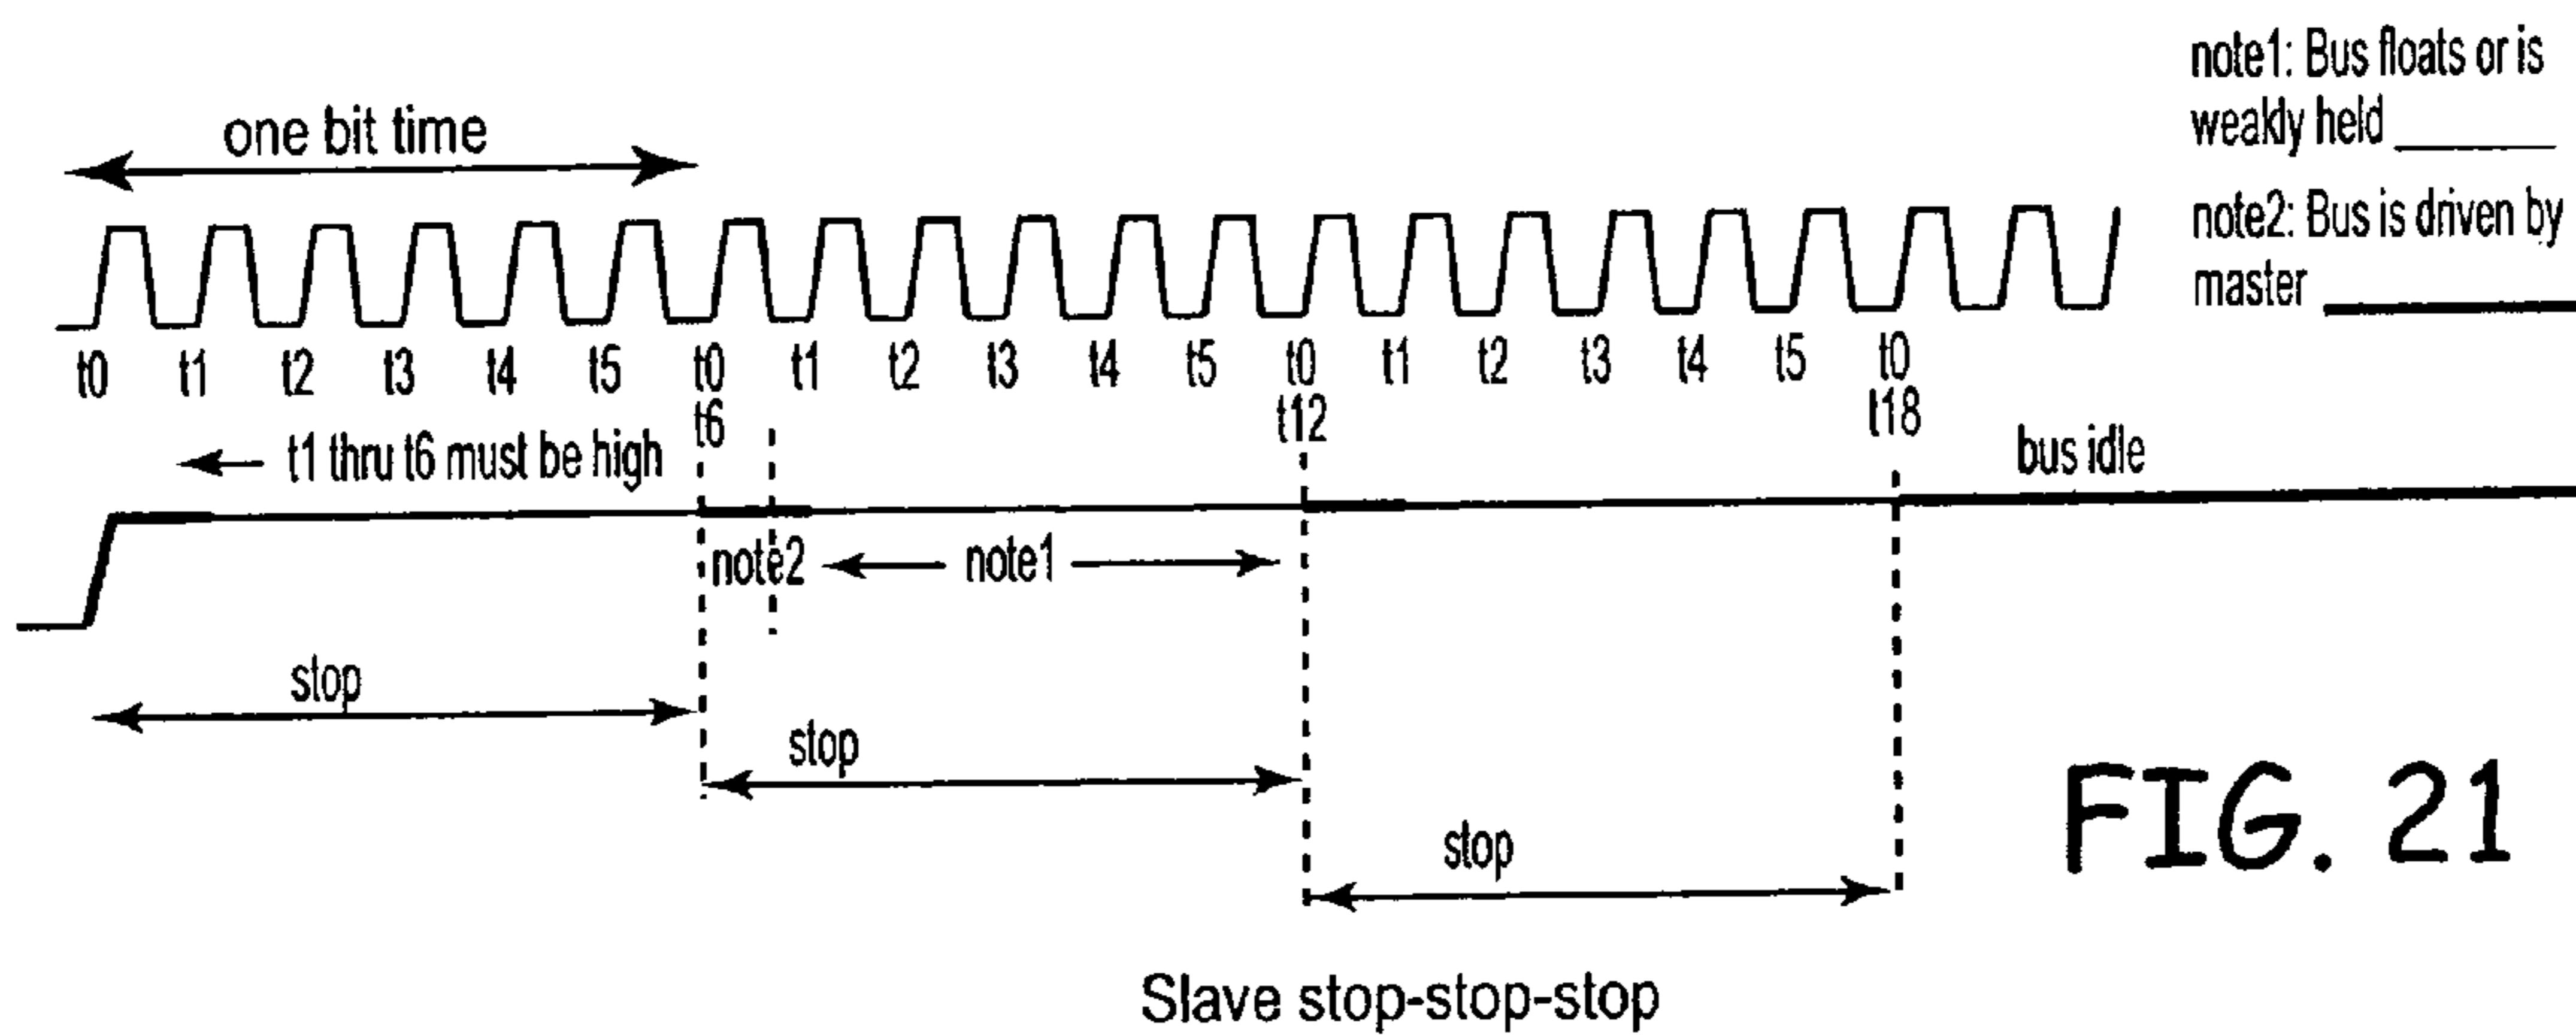 note1: Bus floats or is
weakly held
note2: Bus is driven by
master
one bit time
t0 t1 t2 t3 t4 t5 t0 t1 t2 t3 t4 t5 t0 t1 t2 t3 t4 t5 t0
t6 t12 t18
t1 thru t6 must be high
bus idle
note2 note1
stop
stop
stop
FIG. 21
Slave stop-stop-stop